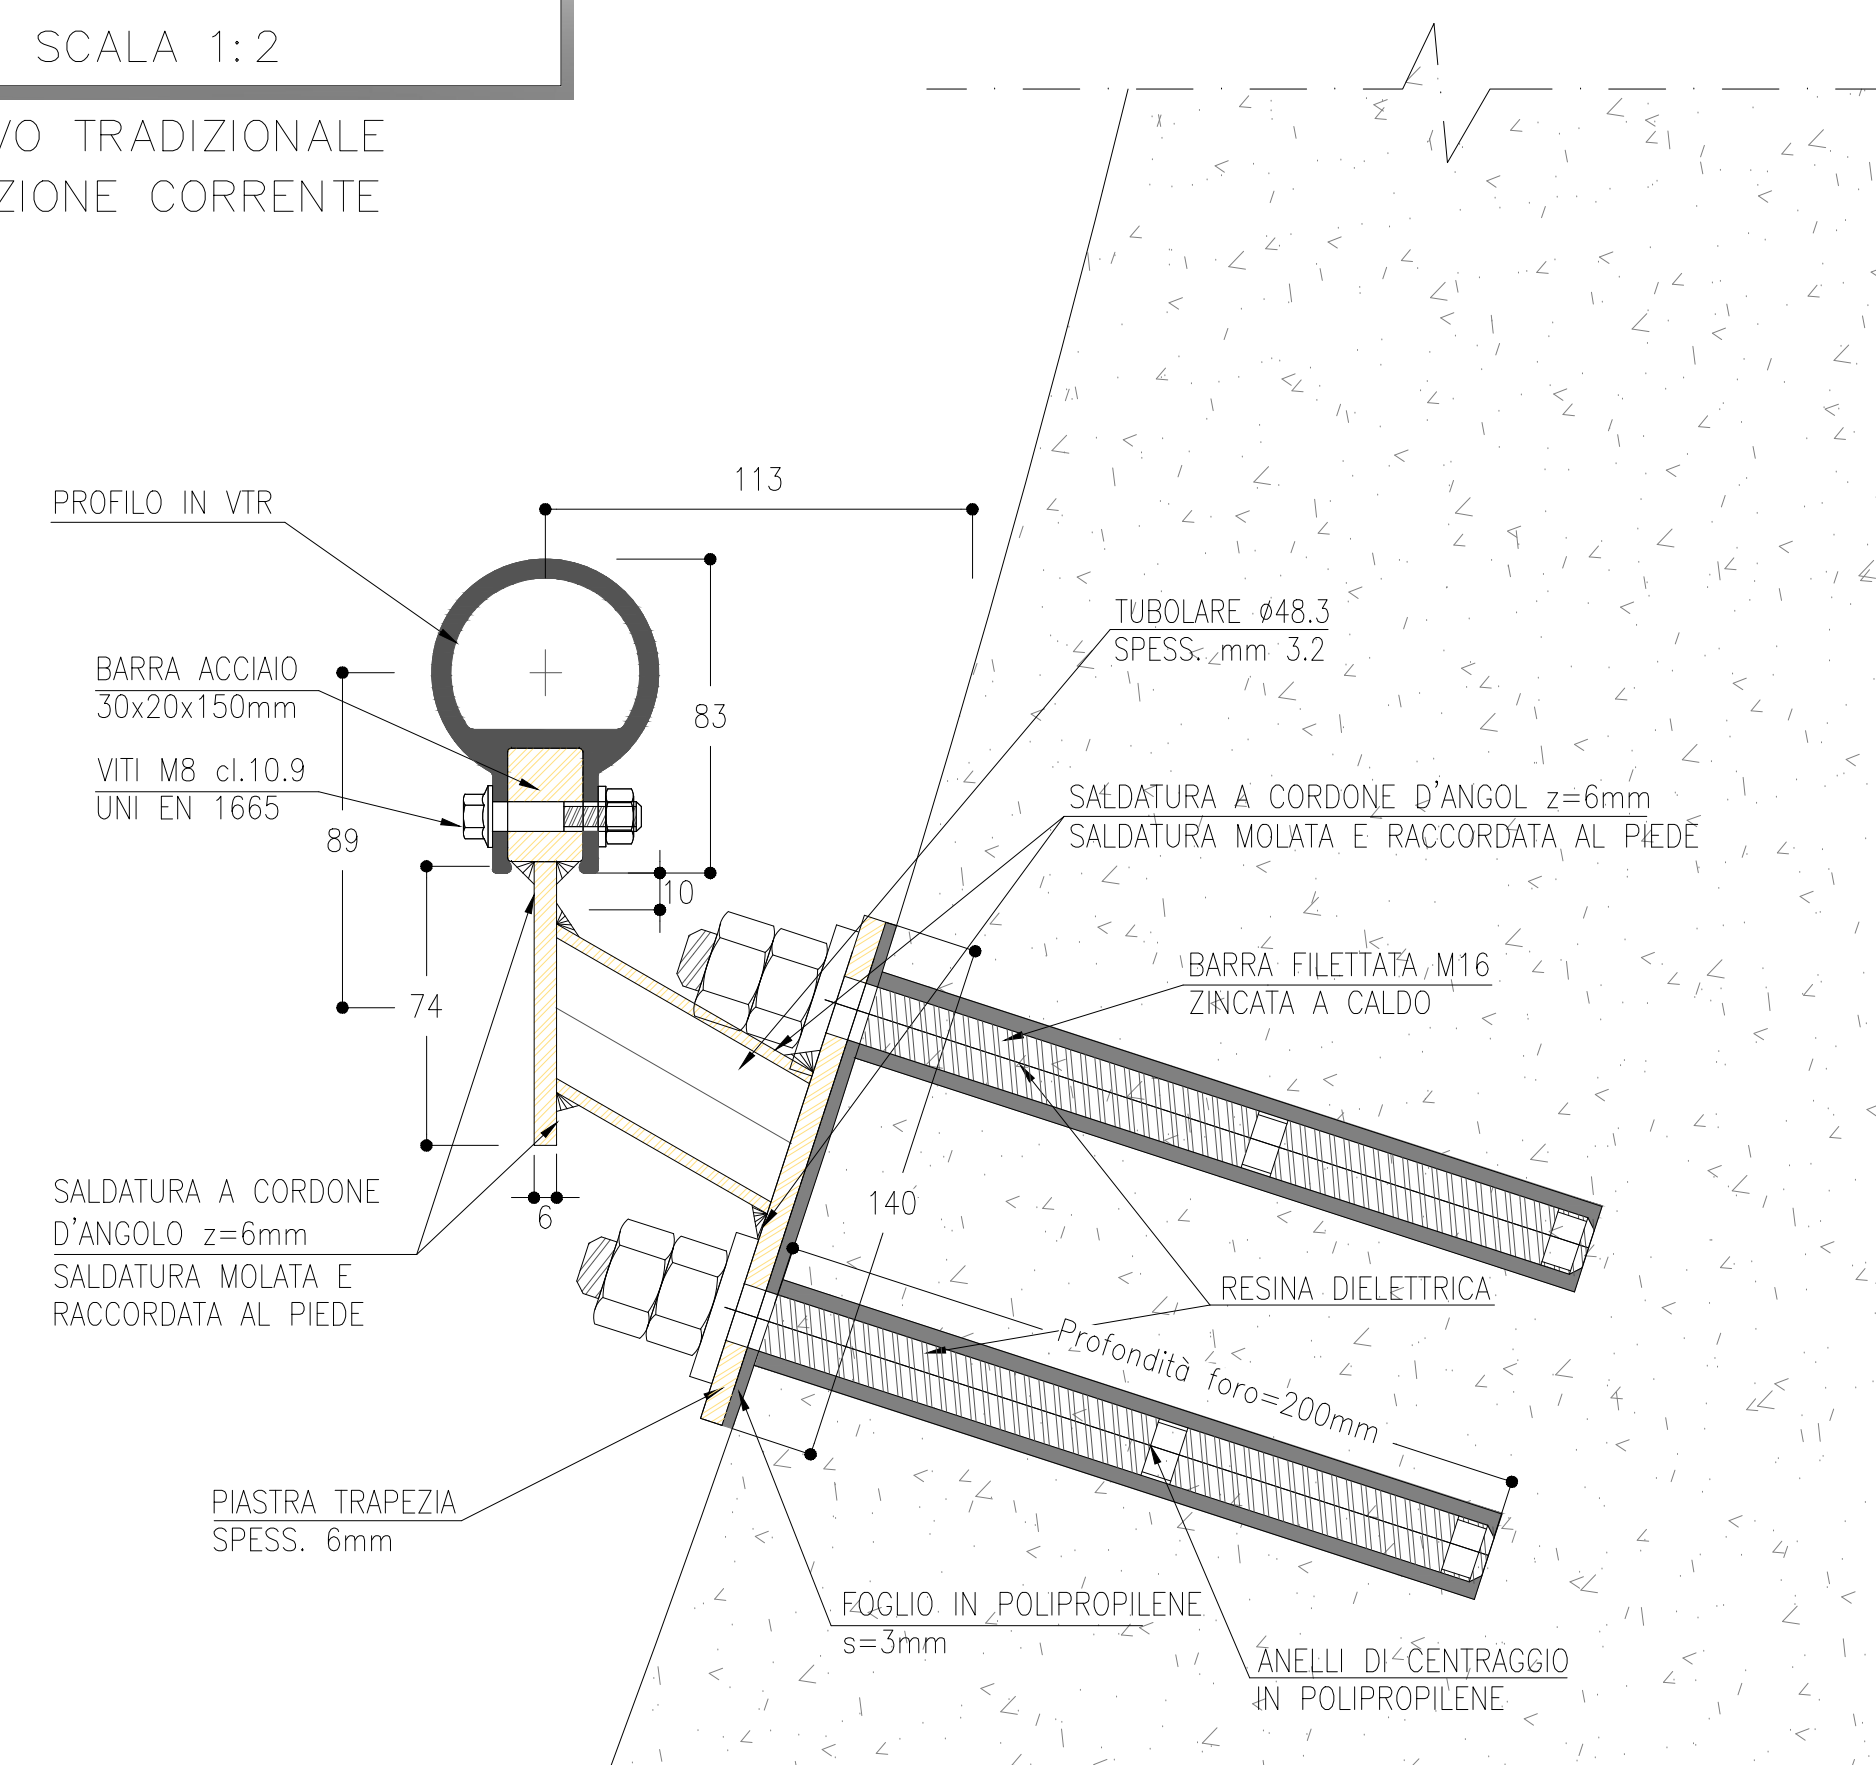 SCALA 1:2
VO TRADIZIONALE
ZIONE CORRENTE
113
PROFILO IN VTR
TUBOLARE ø48.3
SPESS. mm 3.2
BARRA ACCIAIO
30x20x150mm
83
VITI M8 cl.10.9
UNI EN 1665
89
SALDATURA A CORDONE D'ANGOL z=6mm
SALDATURA MOLATA E RACCORDATA AL PIEDE
10
74
BARRA FILETTATA M16
ZINCATA A CALDO
SALDATURA A CORDONE
D'ANGOLO z=6mm
SALDATURA MOLATA E
RACCORDATA AL PIEDE
6
140
RESINA DIELETTRICA
Profondità foro=200mm
PIASTRA TRAPEZIA
SPESS. 6mm
FOGLIO IN POLIPROPILENE
s=3mm
ANELLI DI CENTRAGGIO
IN POLIPROPILENE